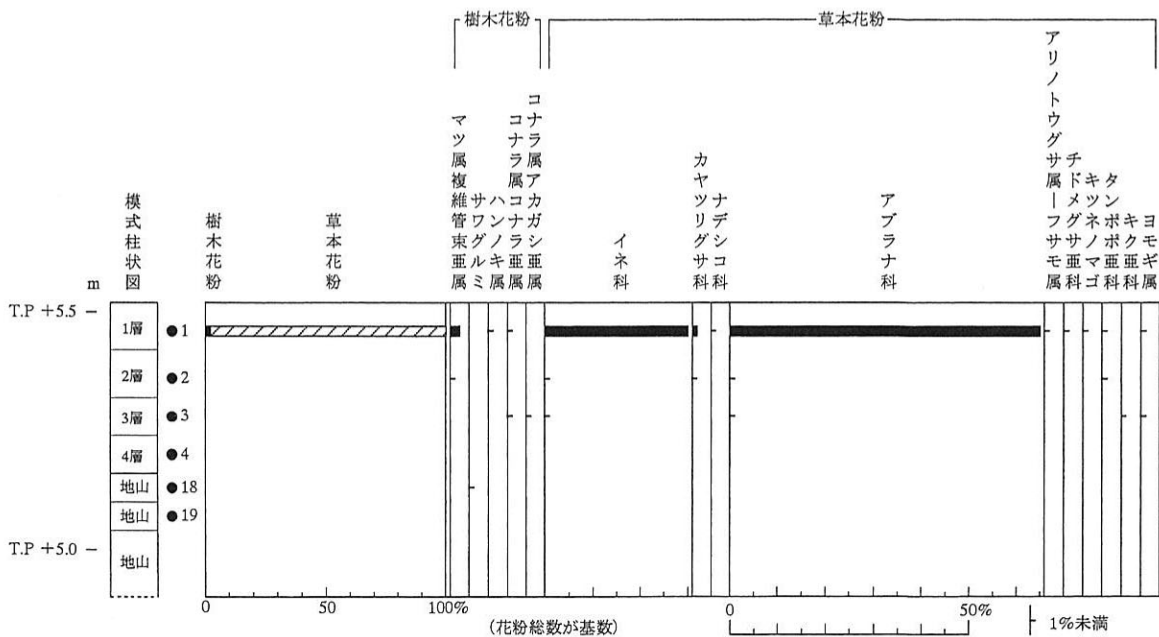 樹木花粉
草本花粉
模式柱状図
樹木花粉
草本花粉
マツ属複維管束亜属
サワグルミ
ハンノキ属
コナラ属コナラ亜属
コナラ属アカガシ亜属
イネ科
カヤツリグサ科
ナデシコ科
アブラナ科
アリノトウグサ属ーフサモ属
チドメグサ亜科
キツネノマゴ
タンポポ亜科
キク亜科
ヨモギ属
m
T.P +5.5
1層 1
2層 2
3層 3
4層 4
地山 18
地山 19
T.P +5.0
地山
0 50 100%
(花粉総数が基数)
0 50%
1%未満